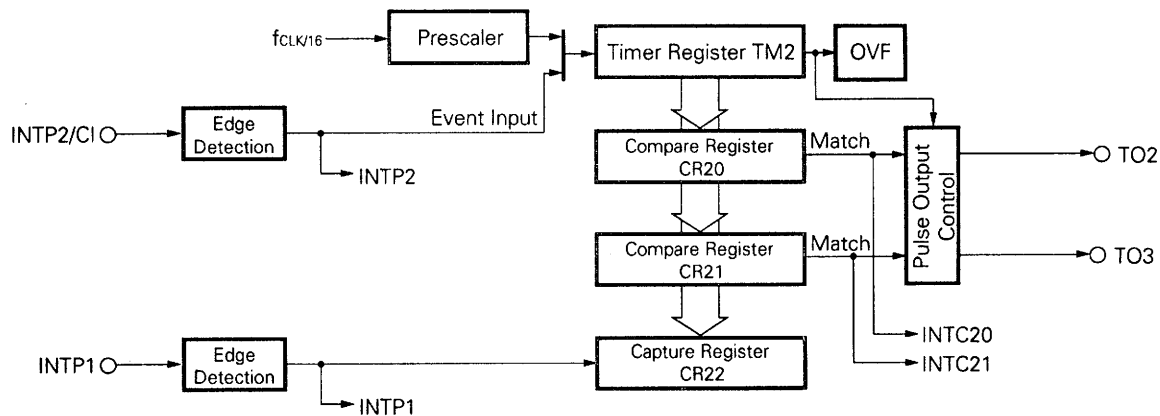 fCLK/16
Prescaler
Timer Register TM2
OVF
INTP2/CI
Edge
Detection
Event Input
INTP2
Compare Register
CR20
Match
TO2
Pulse Output
Control
Compare Register
CR21
Match
TO3
INTC20
INTC21
INTP1
Edge
Detection
Capture Register
CR22
INTP1